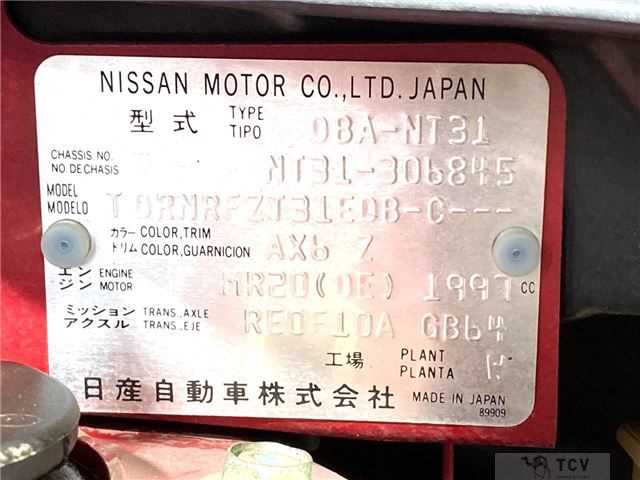 NISSAN MOTOR CO.,LTD. JAPAN
型式 TYPE TIPO DBA-NT31
CHASSIS NO. NO. DE CHASIS NT31-306845
MODEL MODELO TDRNRFZT31EDB-C---
カラー COLOR, TRIM トリム COLOR, GUARNICION AX6 Z
エンジン ENGINE MOTOR MR20(DE) 1997 CC
ミッション TRANS., AXLE アクスル TRANS., EJE RE0F10A GB64
工場 PLANT PLANTA
日産自動車株式会社 MADE IN JAPAN
89909
TCV